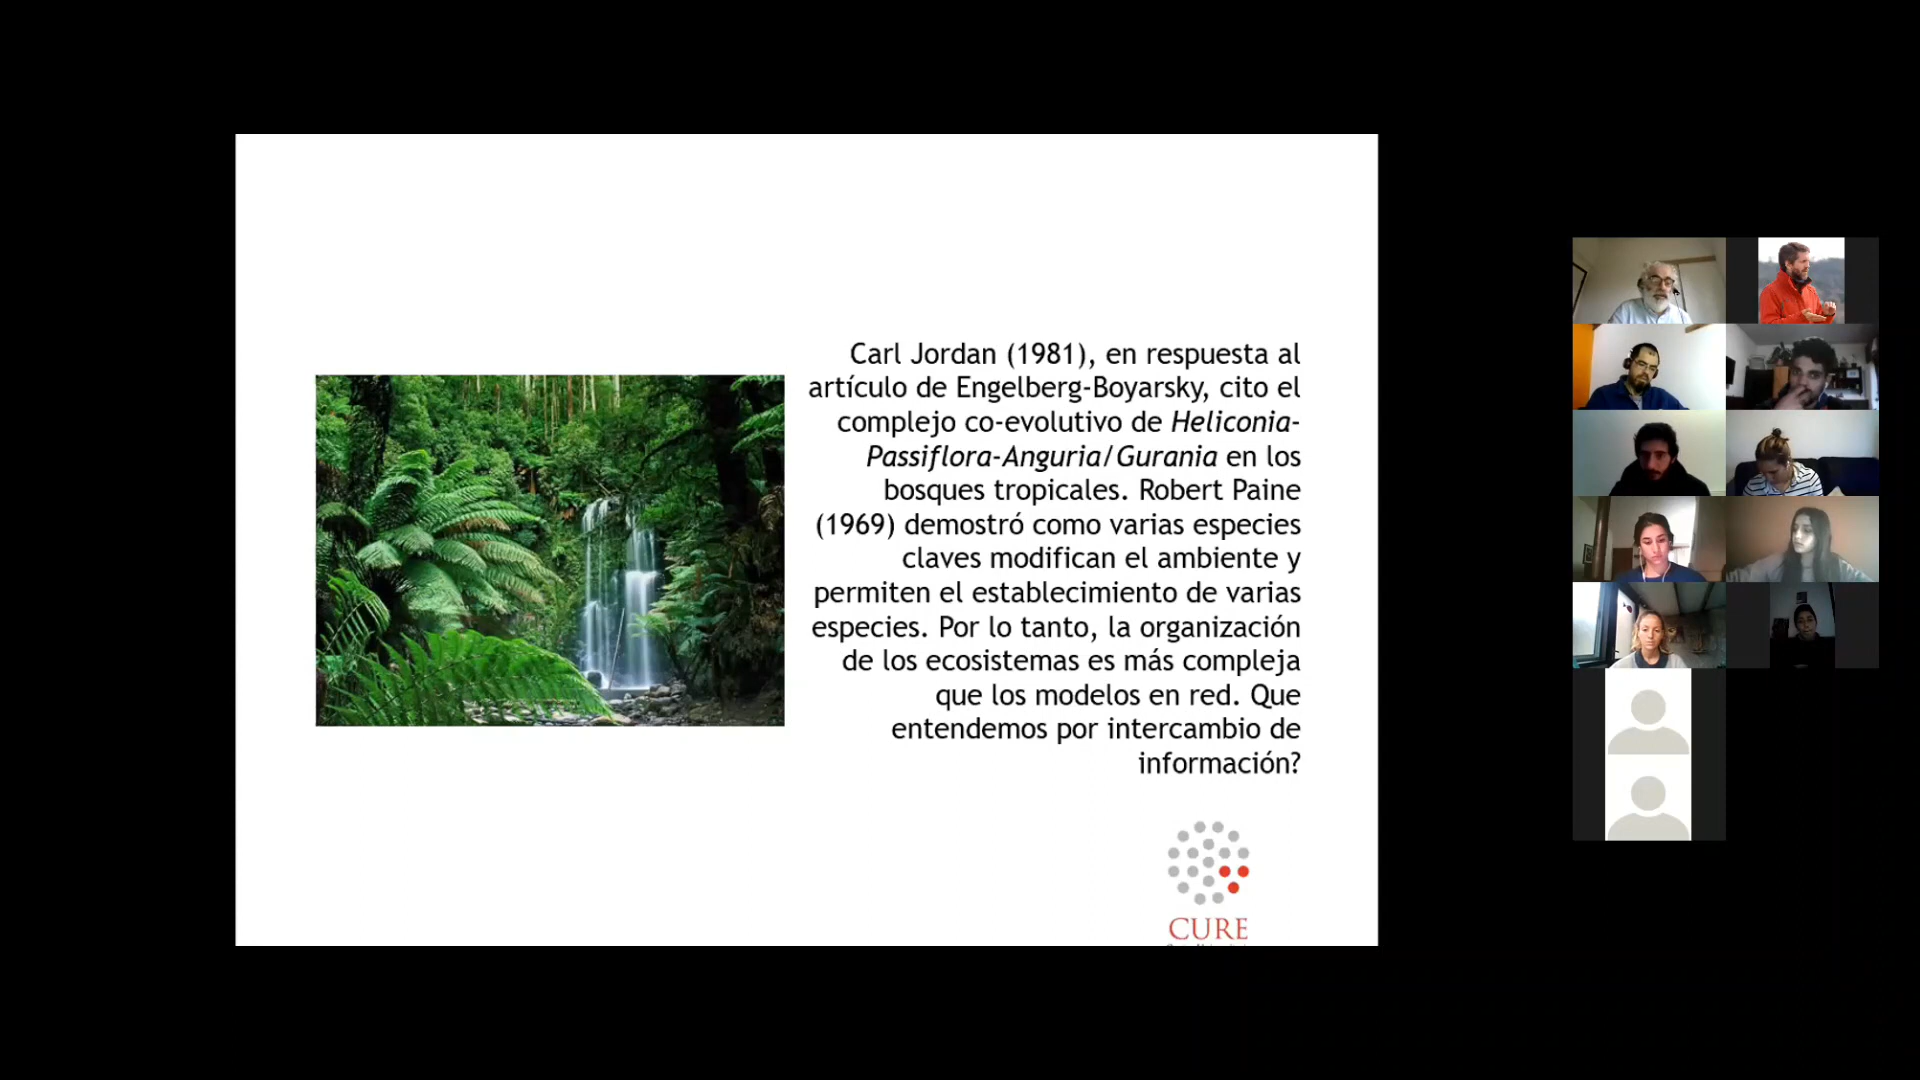 Carl Jordan (1981), en respuesta al
artículo de Engelberg-Boyarsky, cito el
complejo co-evolutivo de Heliconia-
Passiflora-Anguria/Gurania en los
bosques tropicales. Robert Paine
(1969) demostró como varias especies
claves modifican el ambiente y
permiten el establecimiento de varias
especies. Por lo tanto, la organización
de los ecosistemas es más compleja
que los modelos en red. Que
entendemos por intercambio de
información?
CURE